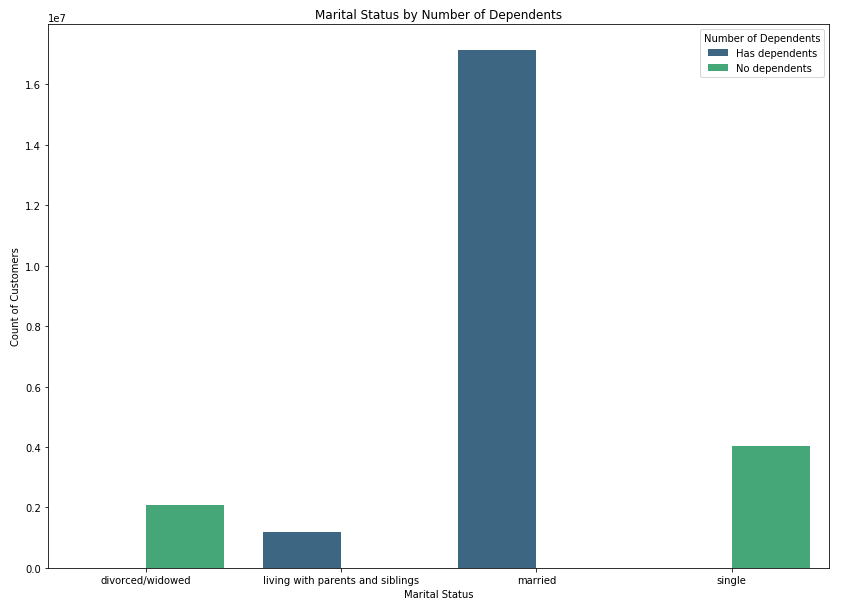 Marital Status by Number of Dependents
1e7
Number of Dependents
Has dependents
No dependents
1.6
1.4
1.2
1.0
0.8
0.6
0.4
0.2
0.0
Count of Customers
divorced/widowed living with parents and siblings married single
Marital Status